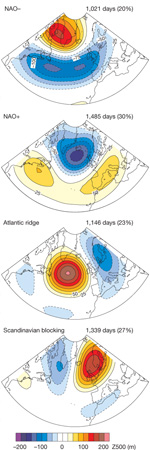 NAO– 1,021 days (20%)
NAO+ 1,485 days (30%)
Atlantic ridge 1,146 days (23%)
Scandinavian blocking 1,339 days (27%)
–200 –100 0 100 200 Z500 (m)